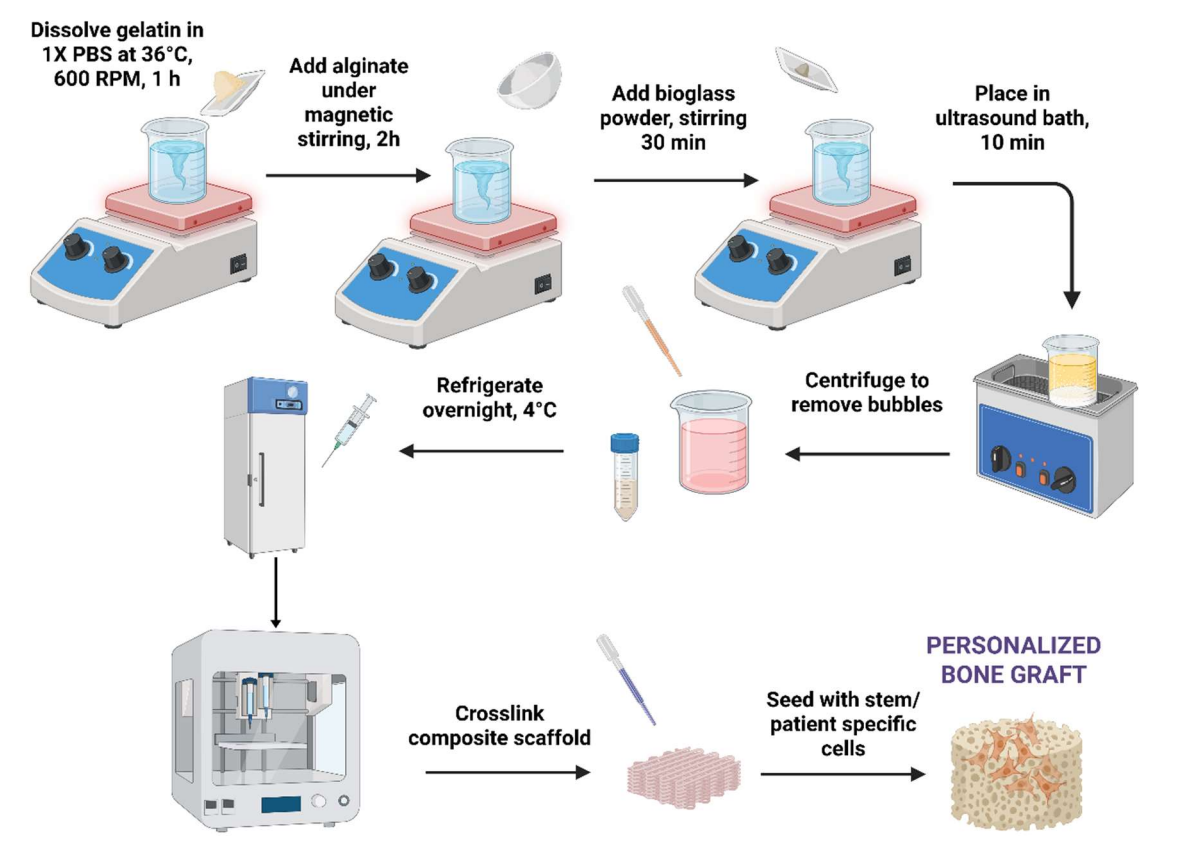 Dissolve gelatin in
1X PBS at 36°C,
600 RPM, 1 h
Add alginate
under
magnetic
stirring, 2h
Add bioglass
powder, stirring
30 min
Place in
ultrasound bath,
10 min
Centrifuge to
remove bubbles
Refrigerate
overnight, 4°C
Crosslink
composite scaffold
Seed with stem/
patient specific
cells
PERSONALIZED
BONE GRAFT